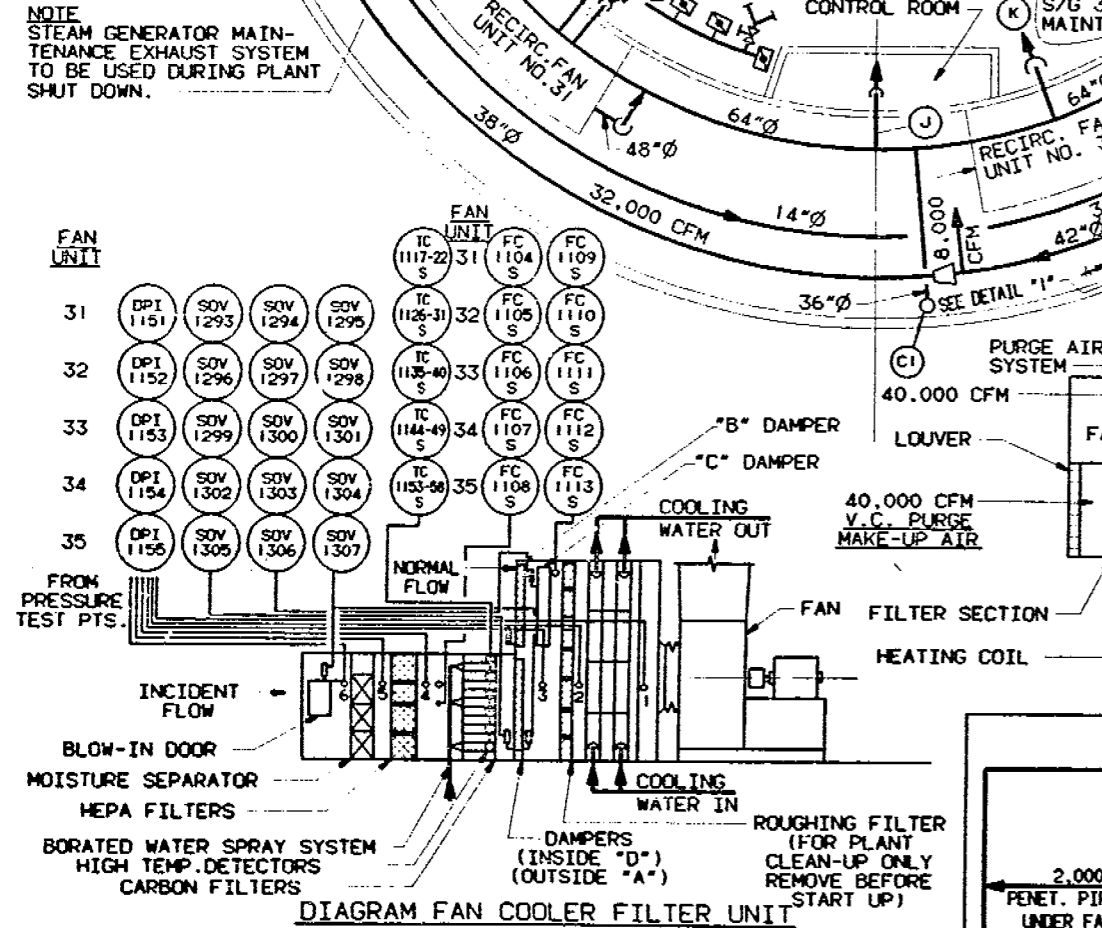 NOTE
STEAM GENERATOR MAIN-
TENANCE EXHAUST SYSTEM
TO BE USED DURING PLANT
SHUT DOWN.
RECIRC. FAN
UNIT NO.31
CONTROL ROOM
K
MAINT
38"Ø
48"Ø
64"Ø
J
64"Ø
RECIRC.
UNIT NO.
32,000 CFM
14"Ø
8,000
CFM
42"Ø
36"Ø
SEE DETAIL "1"
C1
PURGE AIR
SYSTEM
40.000 CFM
LOUVER
40,000 CFM
V.C. PURGE
MAKE-UP AIR
FILTER SECTION
HEATING COIL
FAN
UNIT
FAN
UNIT
TC 1117-22 S 31 FC 1104 S FC 1109 S
31 DPI 1151 SOV 1293 SOV 1294 SOV 1295 TC 1126-31 S 32 FC 1105 S FC 1110 S
32 DPI 1152 SOV 1296 SOV 1297 SOV 1298 TC 1135-40 S 33 FC 1106 S FC 1111 S
33 DPI 1153 SOV 1299 SOV 1300 SOV 1301 TC 1144-49 S 34 FC 1107 S FC 1112 S
34 DPI 1154 SOV 1302 SOV 1303 SOV 1304 TC 1153-58 S 35 FC 1108 S FC 1113 S
35 DPI 1155 SOV 1305 SOV 1306 SOV 1307
FROM
PRESSURE
TEST PTS.
"B" DAMPER
"C" DAMPER
COOLING
WATER OUT
NORMAL
FLOW
FAN
INCIDENT
FLOW
6 5 4 3 2 1
BLOW-IN DOOR
MOISTURE SEPARATOR
HEPA FILTERS
BORATED WATER SPRAY SYSTEM
HIGH TEMP.DETECTORS
CARBON FILTERS
DAMPERS
(INSIDE "D")
(OUTSIDE "A")
COOLING
WATER IN
ROUGHING FILTER
(FOR PLANT
CLEAN-UP ONLY
REMOVE BEFORE
START UP)
DIAGRAM FAN COOLER FILTER UNIT
2,000
PENET.
UNDER